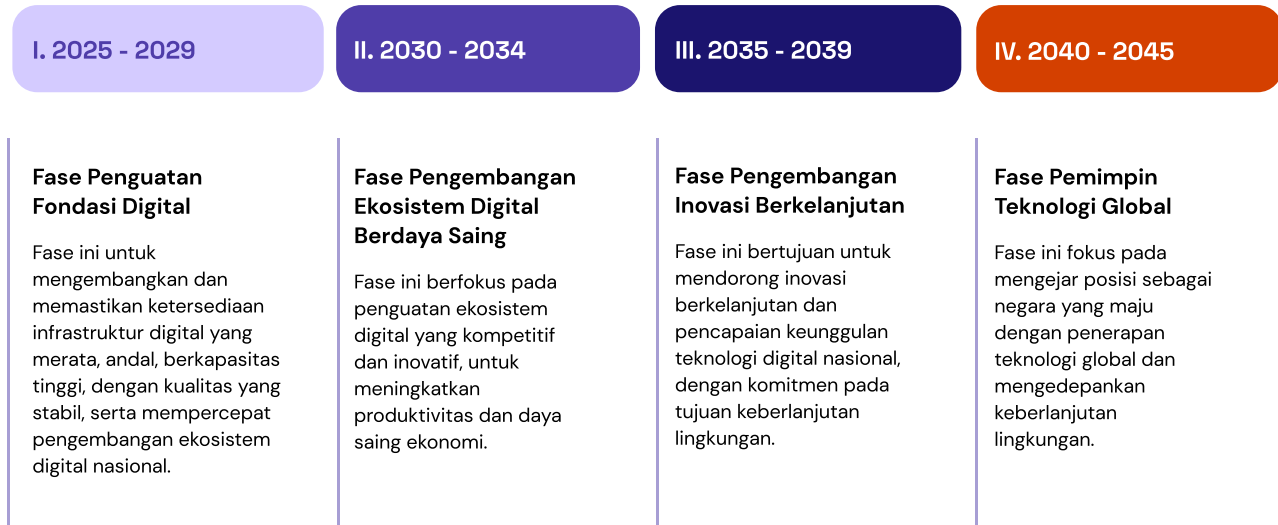 I. 2025 - 2029
II. 2030 - 2034
III. 2035 - 2039
IV. 2040 - 2045
Fase Penguatan
Fondasi Digital
Fase ini untuk
mengembangkan dan
memastikan ketersediaan
infrastruktur digital yang
merata, andal, berkapasitas
tinggi, dengan kualitas yang
stabil, serta mempercepat
pengembangan ekosistem
digital nasional.
Fase Pengembangan
Ekosistem Digital
Berdaya Saing
Fase ini berfokus pada
penguatan ekosistem
digital yang kompetitif
dan inovatif, untuk
meningkatkan
produktivitas dan daya
saing ekonomi.
Fase Pengembangan
Inovasi Berkelanjutan
Fase ini bertujuan untuk
mendorong inovasi
berkelanjutan dan
pencapaian keunggulan
teknologi digital nasional,
dengan komitmen pada
tujuan keberlanjutan
lingkungan.
Fase Pemimpin
Teknologi Global
Fase ini fokus pada
mengejar posisi sebagai
negara yang maju
dengan penerapan
teknologi global dan
mengedepankan
keberlanjutan
lingkungan.